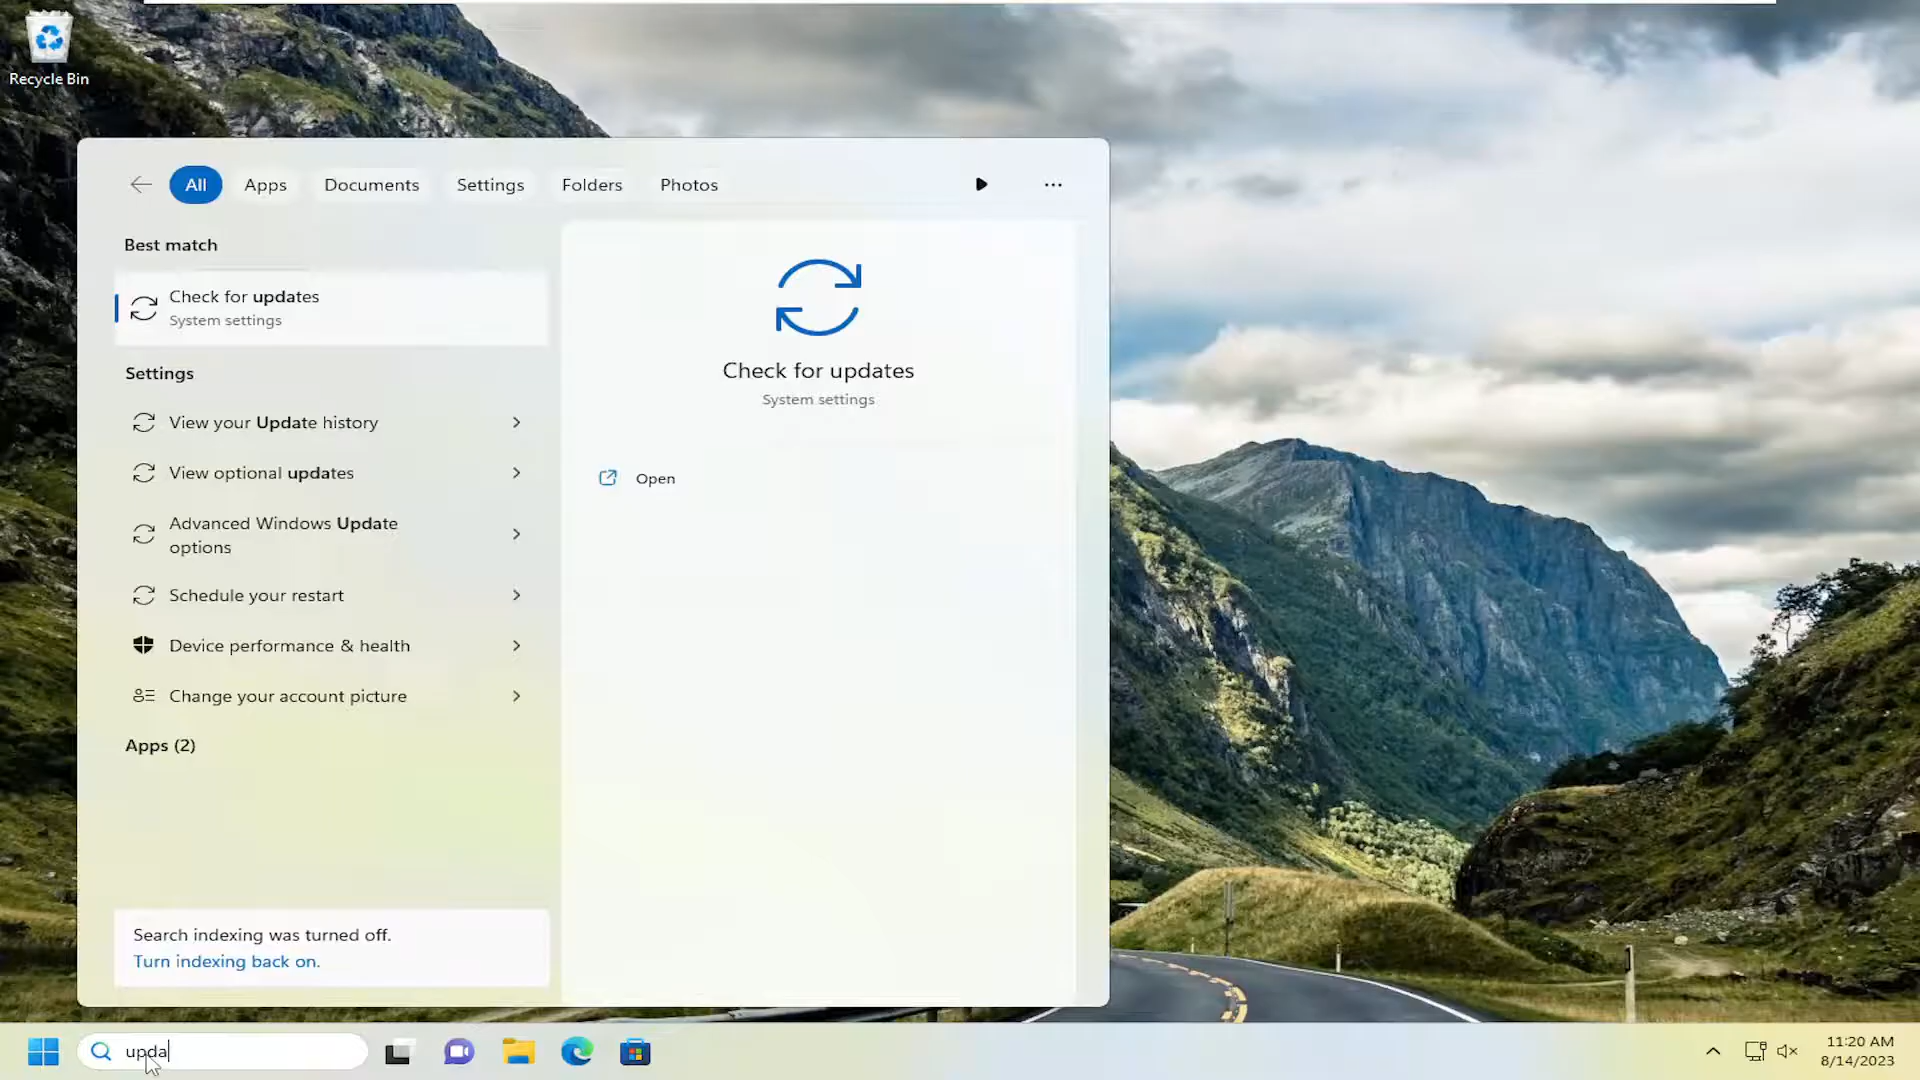 Recycle Bin
All Apps Documents Settings Folders Photos
Best match
Check for updates
System settings
Settings
View your Update history
View optional updates
Advanced Windows Update
options
Schedule your restart
Device performance & health
Change your account picture
Apps (2)
Search indexing was turned off.
Turn indexing back on.
Check for updates
System settings
Open
upda
11:20 AM
8/14/2023